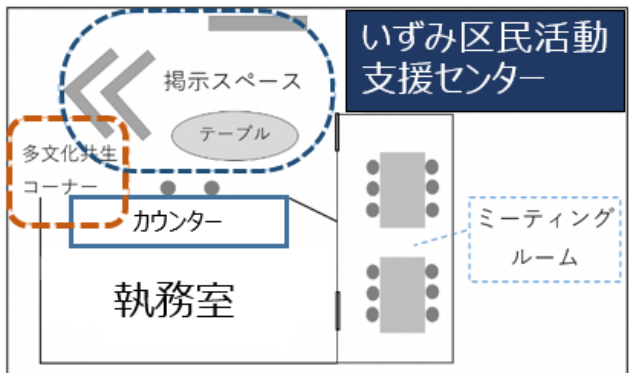 いずみ区民活動
支援センター
掲示スペース
テーブル
多文化共生
コーナー
カウンター
ミーティング
ルーム
執務室